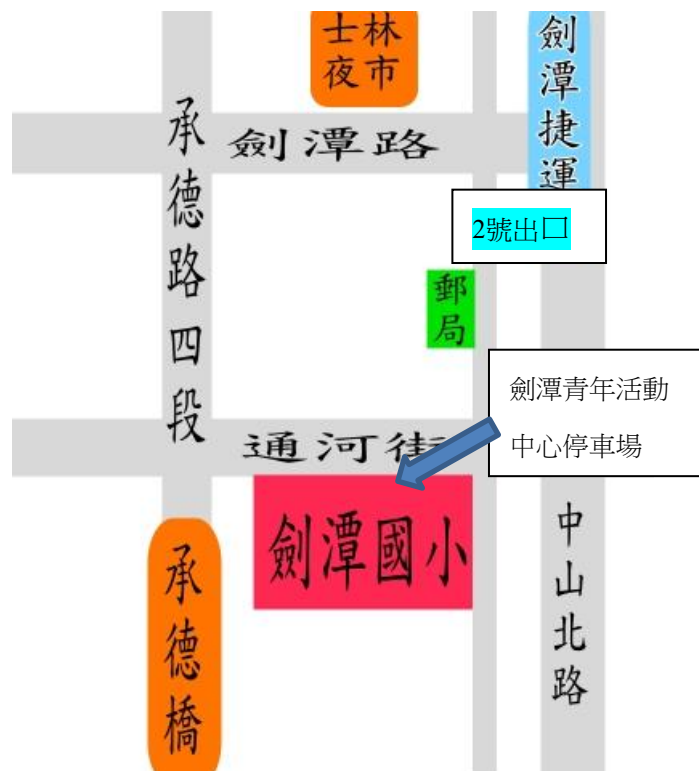 士林
夜市
劍潭捷運
承德路四段
劍潭路
2號出口
郵局
劍潭青年活動
中心停車場
通河街
劍潭國小
中山北路
承德橋